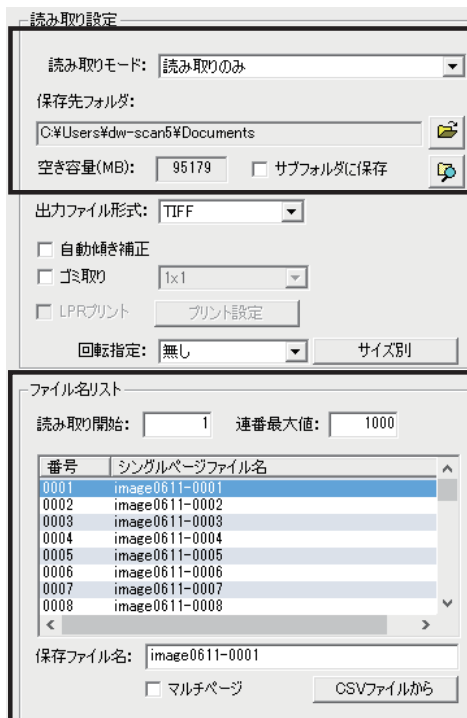 読み取り設定
読み取りモード: 読み取りのみ
保存先フォルダ:
C:¥Users¥dw-scan5¥Documents
空き容量(MB): 95179 サブフォルダに保存
出力ファイル形式: TIFF
自動傾き補正
ゴミ取り 1x1
LPRプリント プリント設定
回転指定: 無し サイズ別
ファイル名リスト
読み取り開始: 1 連番最大値: 1000
番号 シングルページファイル名
0001 image0611-0001
0002 image0611-0002
0003 image0611-0003
0004 image0611-0004
0005 image0611-0005
0006 image0611-0006
0007 image0611-0007
0008 image0611-0008
保存ファイル名: image0611-0001
マルチページ CSVファイルから